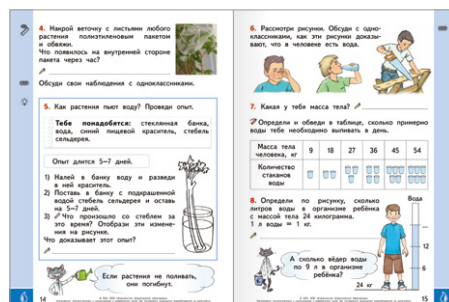 4. Накрой веточку с листьями любого
растения полиэтиленовым пакетом
и обвяжи.
Что появилось на внутренней стороне
пакета через час?
Обсуди свои наблюдения с одноклассниками.
5. Как растения пьют воду? Проведи опыт.
Тебе понадобятся: стеклянная банка,
вода, синий пищевой краситель, стебель
сельдерея.
Опыт длится 5–7 дней.
1) Налей в банку воду и разведи
в ней краситель.
2) Поставь в банку с подкрашенной
водой стебель сельдерея и оставь
на 5–7 дней.
3) Что произошло со стеблем за
это время? Отобрази эти измене-
ния на рисунке.
Что доказывает этот опыт?
Если растения не поливать,
они погибнут.
14
6. Рассмотри рисунки. Обсуди с одно-
классниками, как эти рисунки доказы-
вают, что в человеке есть вода.
7. Какая у тебя масса тела?
Определи и обведи в таблице, сколько примерно
воды тебе необходимо выпивать в день.
Масса тела человека, кг 9 18 27 36 45 54
Количество стаканов воды
8. Определи по рисунку, сколько
литров воды в организме ребёнка
с массой тела 24 килограмма.
1 л воды = 1 кг.
Вода
12
6
А сколько вёдер воды
по 9 л в организме
ребёнка?
24 кг
15